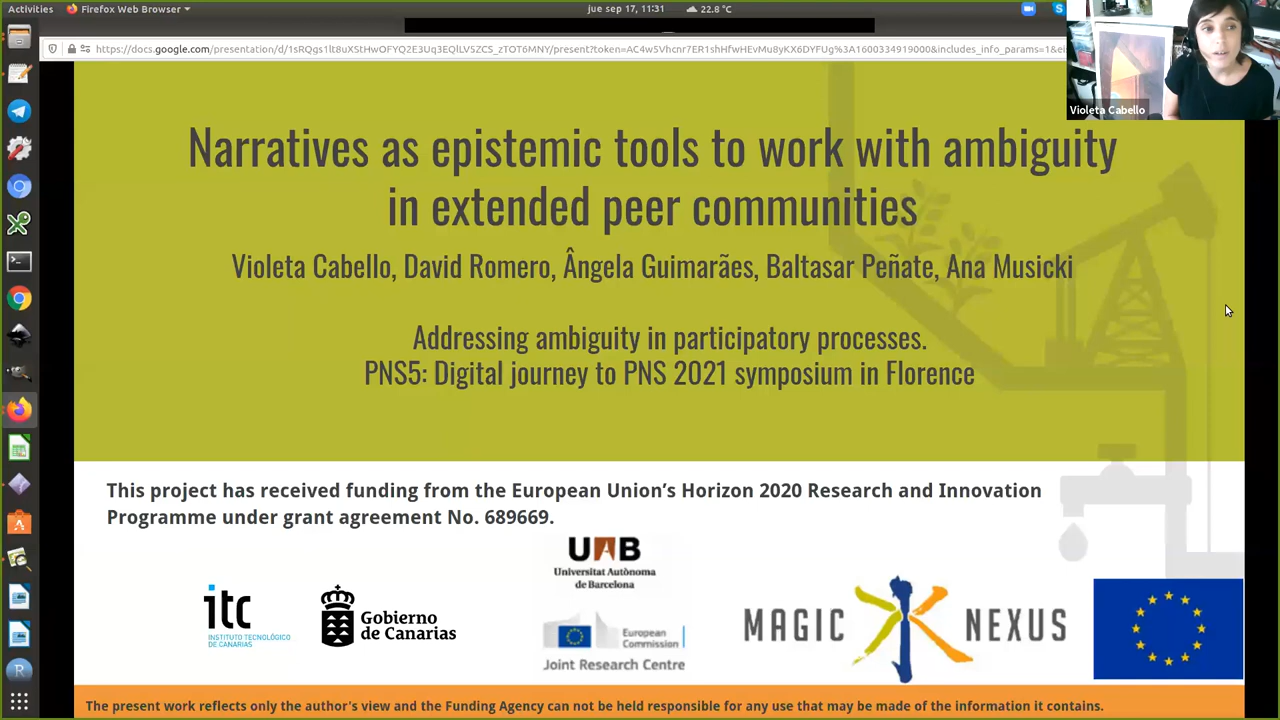 Activities
Firefox Web Browser
jue sep 17, 11:31
22.8 °C
Violeta Cabello
Narratives as epistemic tools to work with ambiguity
in extended peer communities
Violeta Cabello, David Romero, Ângela Guimarães, Baltasar Peñate, Ana Musicki
Addressing ambiguity in participatory processes.
PNS5: Digital journey to PNS 2021 symposium in Florence
This project has received funding from the European Union's Horizon 2020 Research and Innovation
Programme under grant agreement No. 689669.
UAB
Universitat Autònoma
de Barcelona
itc
INSTITUTO TECNOLÓGICO
DE CANARIAS
Gobierno
de Canarias
European
Commission
Joint Research Centre
MAGIC NEXUS
The present work reflects only the author's view and the Funding Agency can not be held responsible for any use that may be made of the information it contains.